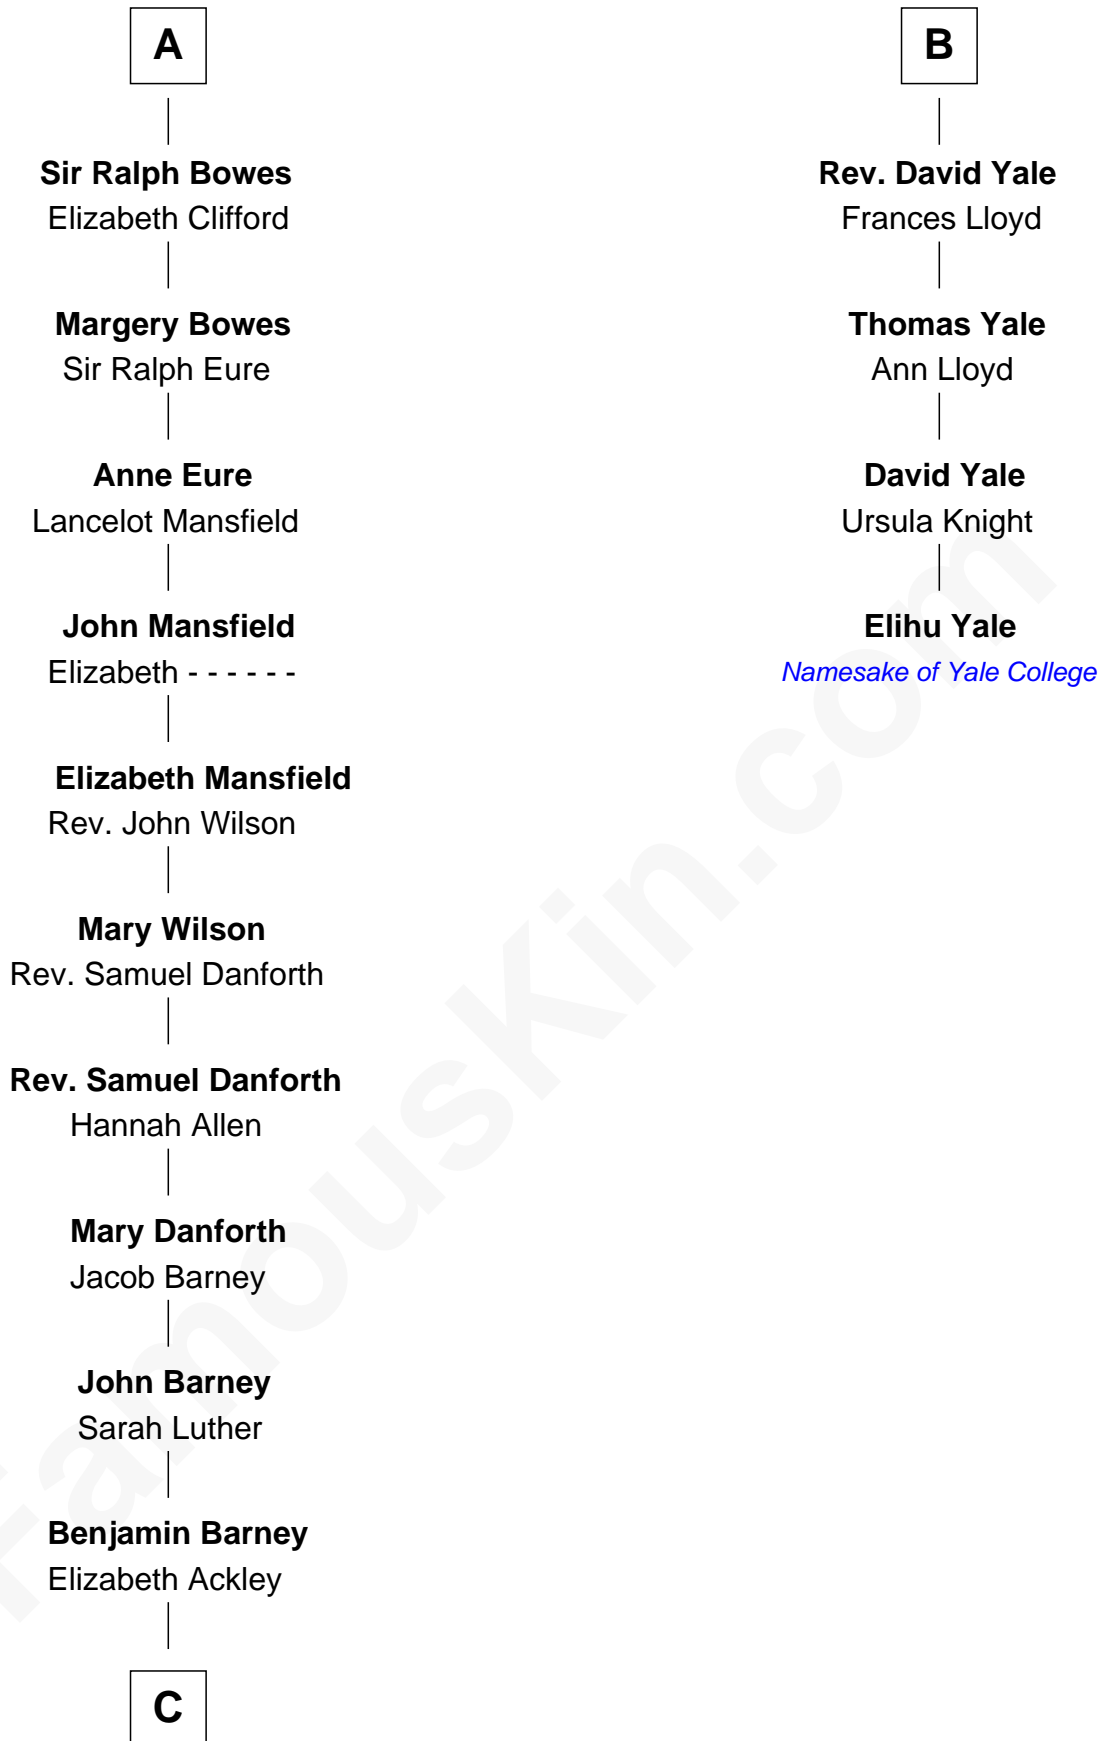 A
Sir Ralph Bowes
Elizabeth Clifford
Margery Bowes
Sir Ralph Eure
Anne Eure
Lancelot Mansfield
John Mansfield
Elizabeth - - - - - -
Elizabeth Mansfield
Rev. John Wilson
Mary Wilson
Rev. Samuel Danforth
Rev. Samuel Danforth
Hannah Allen
Mary Danforth
Jacob Barney
John Barney
Sarah Luther
Benjamin Barney
Elizabeth Ackley
C
B
Rev. David Yale
Frances Lloyd
Thomas Yale
Ann Lloyd
David Yale
Ursula Knight
Elihu Yale
Namesake of Yale College
FamousKin.com